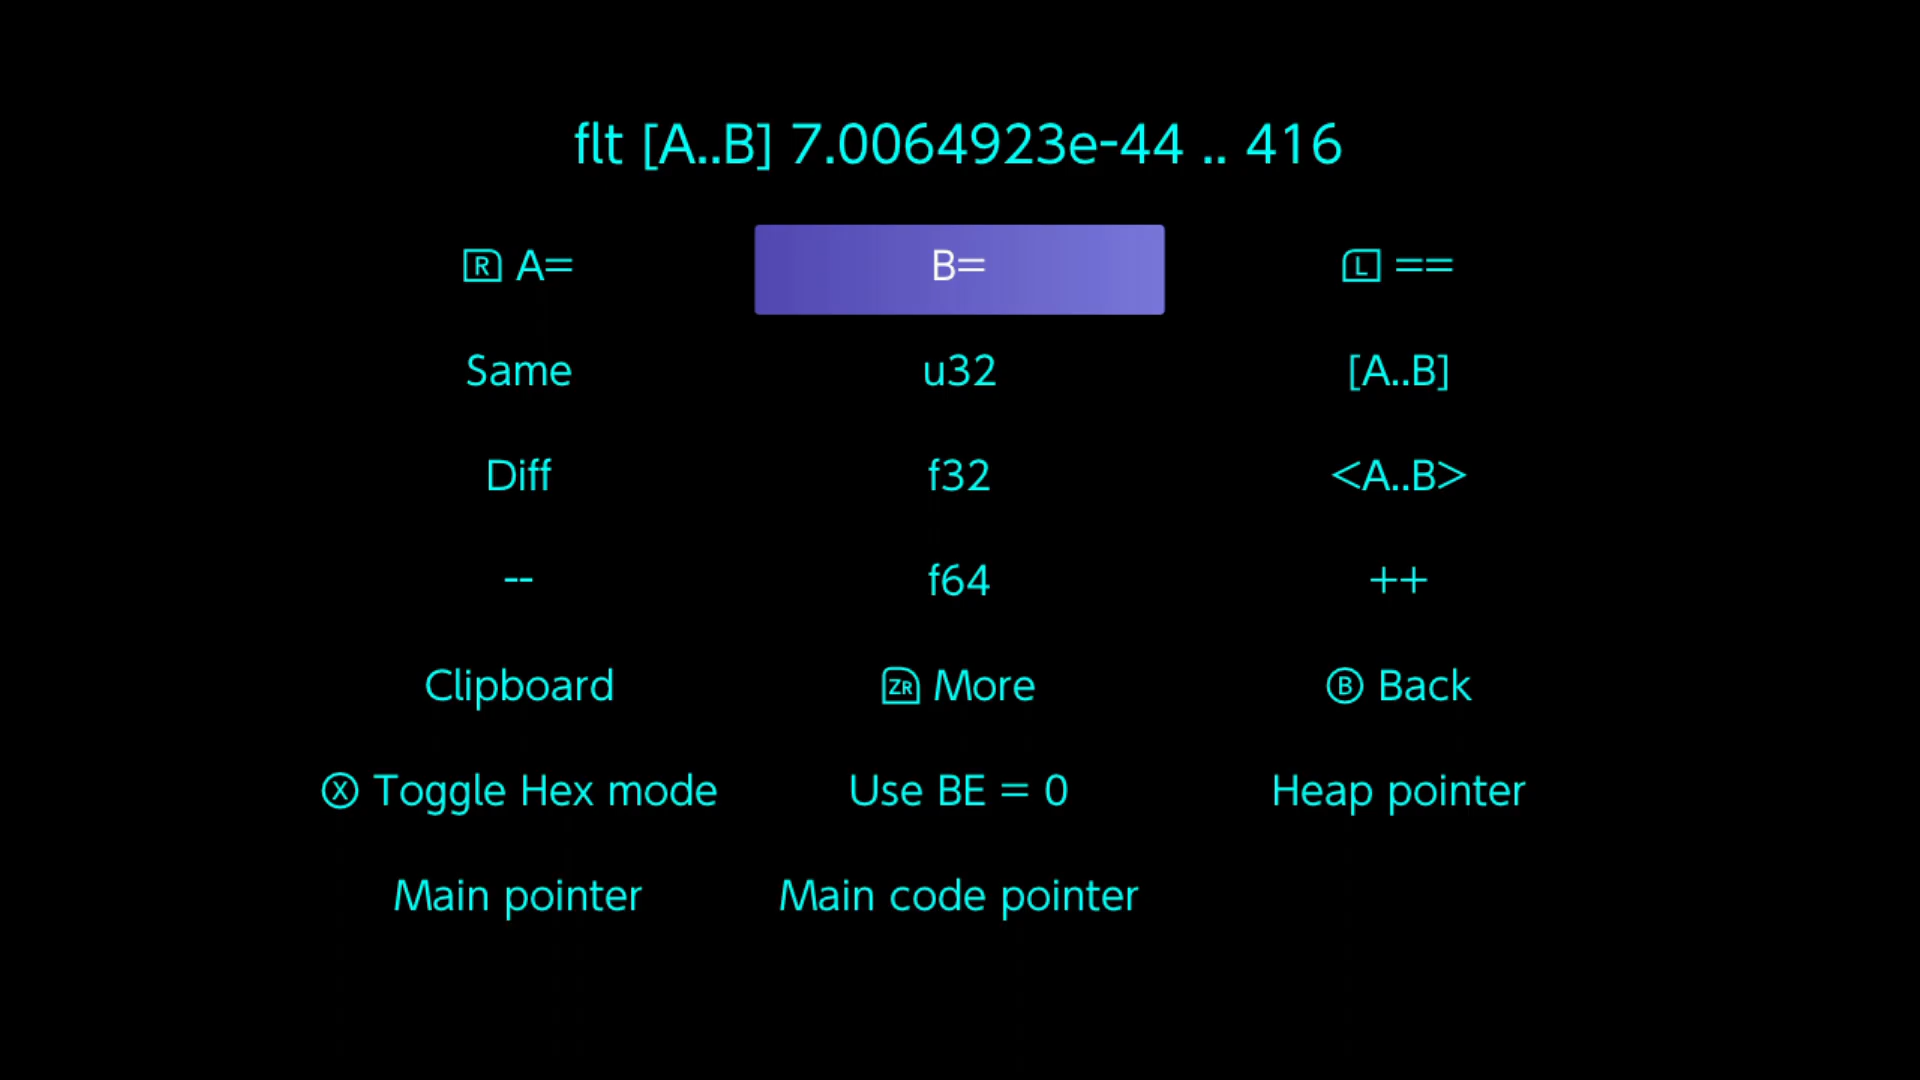 flt [A..B] 7.0064923e-44 .. 416
R A= B= L ==
Same u32 [A..B]
Diff f32 <A..B>
-- f64 ++
Clipboard ZR More B Back
X Toggle Hex mode Use BE = 0 Heap pointer
Main pointer Main code pointer